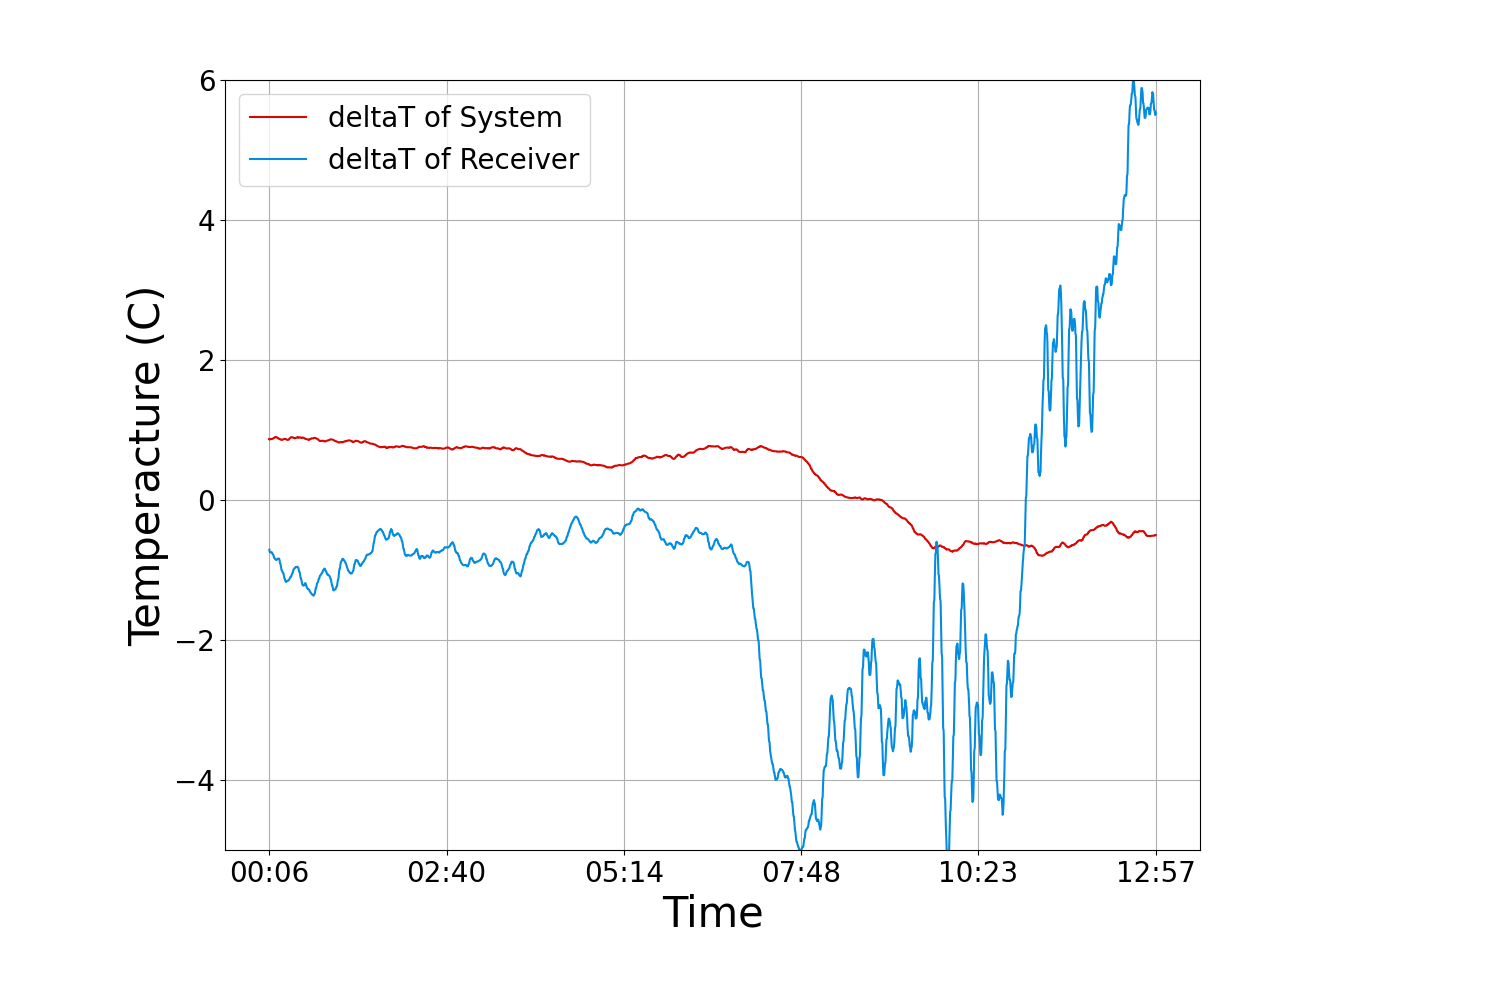 6
4
2
0
−2
−4
Temperacture (C)
deltaT of System
deltaT of Receiver
00:06 02:40 05:14 07:48 10:23 12:57
Time